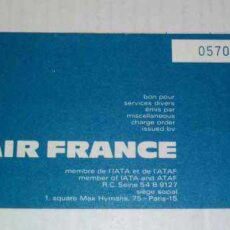 0570
bon pour
services divers
émis par
miscellaneous
charge order
issued by
AIR FRANCE
membre de l'IATA et de l'ATAF
member of IATA and ATAF
R.C. Seine 54 B 9127
siège social
1. square Max Hymans, 75 - Paris-15